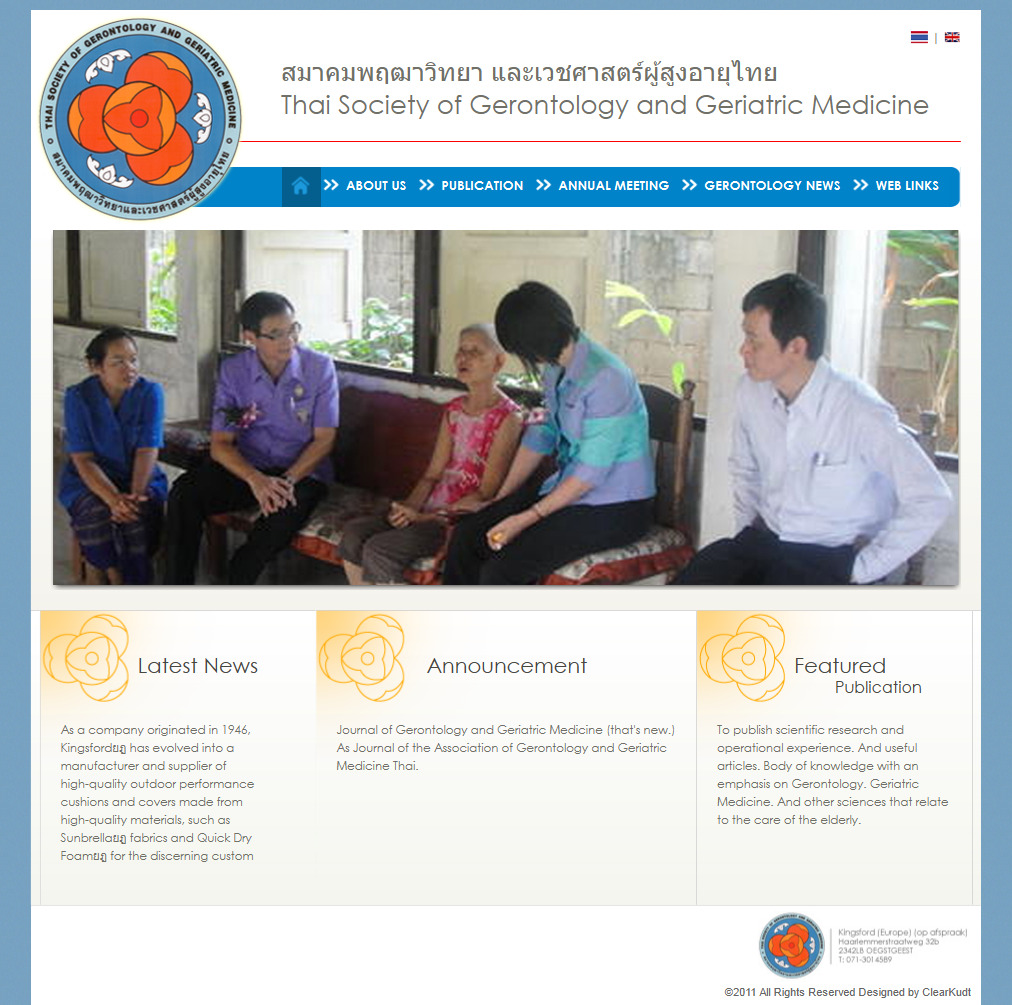 THAI SOCIETY OF GERONTOLOGY AND GERIATRIC MEDICINE
สมาคมพฤฒาวิทยาและเวชศาสตร์ผู้สูงอายุไทย
|
สมาคมพฤฒาวิทยา และเวชศาสตร์ผู้สูงอายุไทย
Thai Society of Gerontology and Geriatric Medicine
ABOUT US PUBLICATION ANNUAL MEETING GERONTOLOGY NEWS WEB LINKS
Latest News
As a company originated in 1946,
Kingsfordยฎ has evolved into a
manufacturer and supplier of
high-quality outdoor performance
cushions and covers made from
high-quality materials, such as
Sunbrellaยฎ fabrics and Quick Dry
Foamยฎ for the discerning custom
Announcement
Journal of Gerontology and Geriatric Medicine (that's new.)
As Journal of the Association of Gerontology and Geriatric
Medicine Thai.
Featured
Publication
To publish scientific research and
operational experience. And useful
articles. Body of knowledge with an
emphasis on Gerontology. Geriatric
Medicine. And other sciences that relate
to the care of the elderly.
Kingsford (Europe) (op afspraak)
Haarlemmerstraatweg 32b
2342LB OEGSTGEEST
T: 071-3014589
©2011 All Rights Reserved Designed by ClearKudt